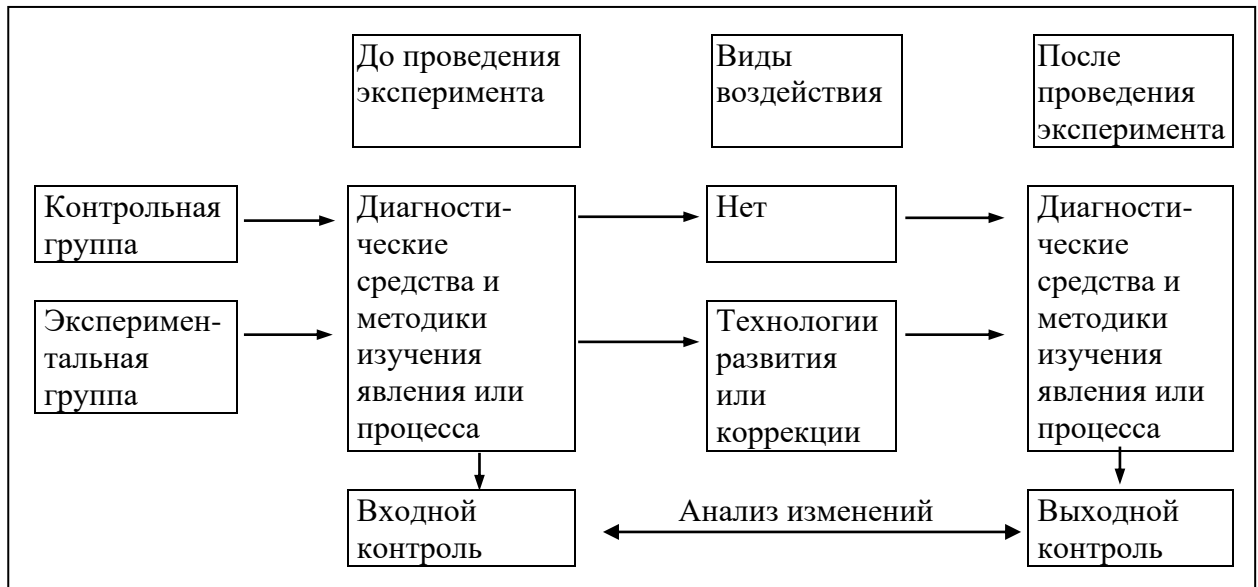 До проведения
эксперимента
Виды
воздействия
После
проведения
эксперимента
Контрольная
группа
Диагности-
ческие
средства и
методики
изучения
явления или
процесса
Нет
Диагности-
ческие
средства и
методики
изучения
явления или
процесса
Эксперимен-
тальная
группа
Технологии
развития
или
коррекции
Входной
контроль
Анализ изменений
Выходной
контроль